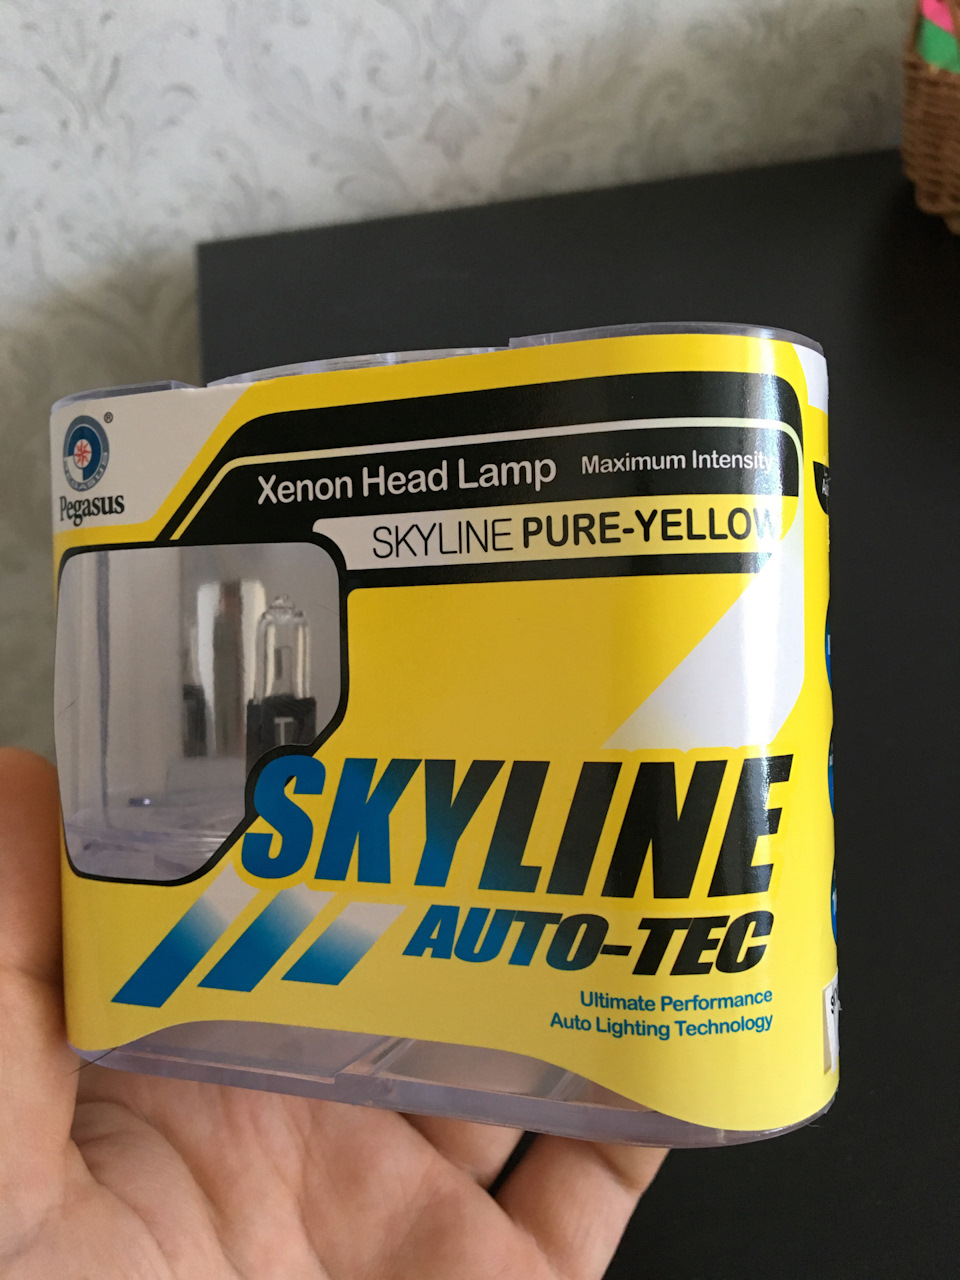 ®
Pegasus
Xenon Head Lamp
Maximum Intensity
SKYLINE PURE-YELLOW
SKYLINE
AUTO-TEC
Ultimate Performance
Auto Lighting Technology